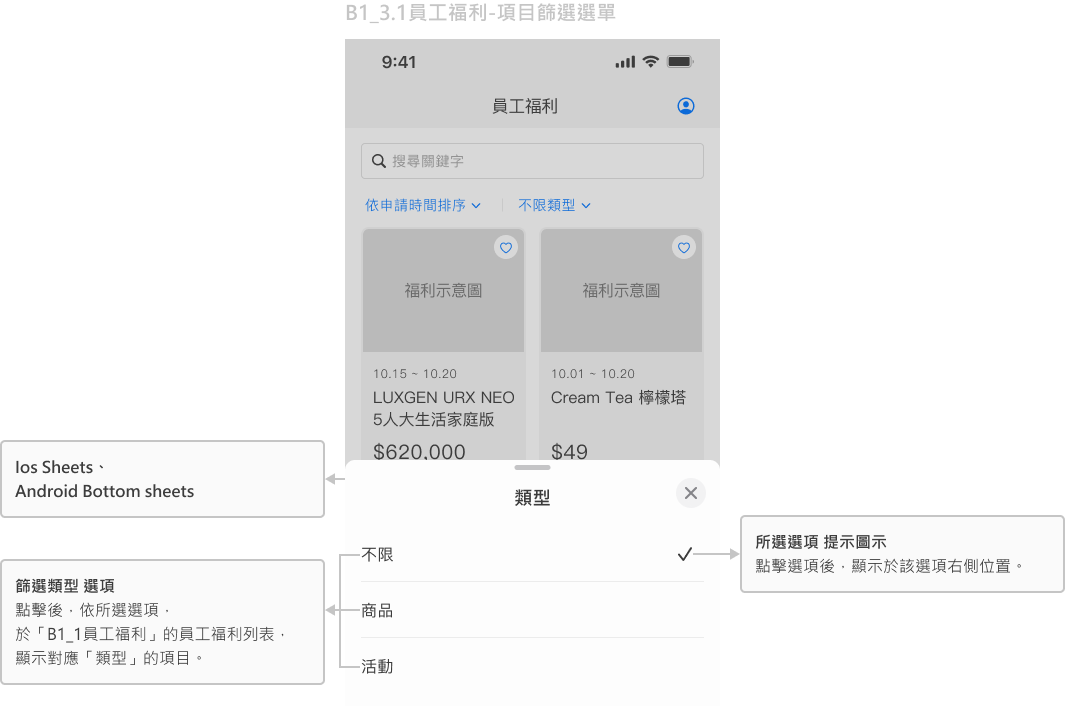 B1_3.1員工福利-項目篩選選單
9:41
員工福利
搜尋關鍵字
依申請時間排序
不限類型
福利示意圖
福利示意圖
10.15 ~ 10.20
LUXGEN URX NEO
5人大生活家庭版
$620,000
10.01 ~ 10.20
Cream Tea 檸檬塔
$49
Ios Sheets、
Android Bottom sheets
類型
不限
商品
活動
所選選項 提示圖示
點擊選項後，顯示於該選項右側位置。
篩選類型 選項
點擊後，依所選選項，
於「B1_1員工福利」的員工福利列表，
顯示對應「類型」的項目。